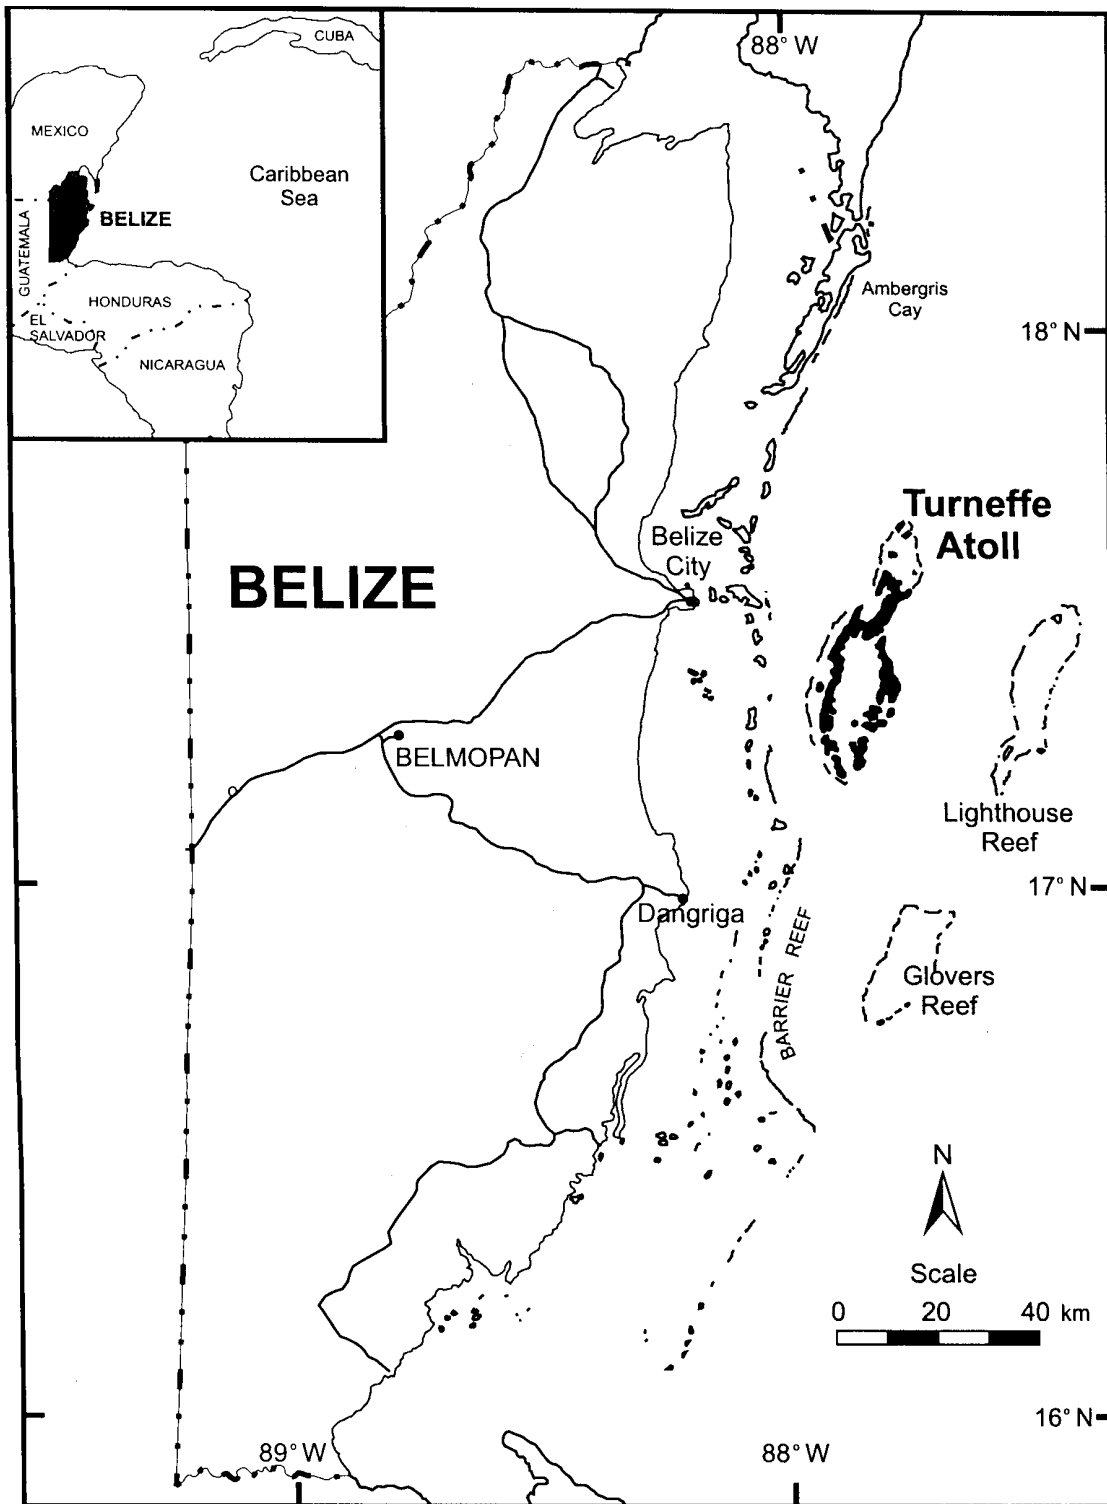 CUBA
88° W
MEXICO
Caribbean
Sea
BELIZE
GUATEMALA
HONDURAS
EL
SALVADOR
NICARAGUA
Ambergris
Cay
18° N
Turneffe
Atoll
Belize
City
BELIZE
BELMOPAN
Lighthouse
Reef
17° N
Dangriga
BARRIER REEF
Glovers
Reef
N
Scale
0 20 40 km
16° N
89° W
88° W